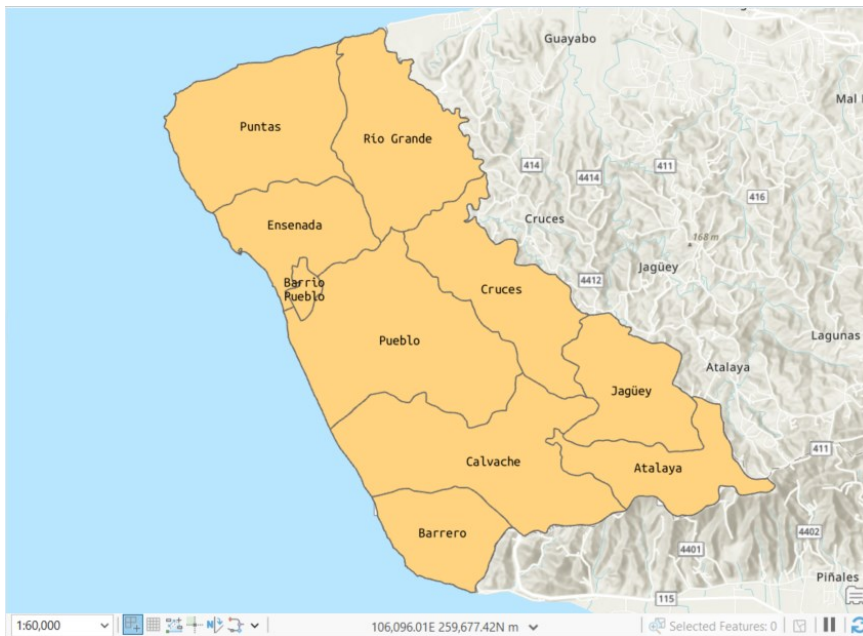 Guayabo
Mal
Puntas
Río Grande
414
411
4414
416
Ensenada
Cruces
168 m
Jagüey
Barrio
Pueblo
Cruces
4412
Pueblo
Lagunas
Atalaya
Jagüey
411
Calvache
Atalaya
Barrero
4402
4401
Piñales
115
1:60,000
106,096.01E 259,677.42N m
Selected Features: 0